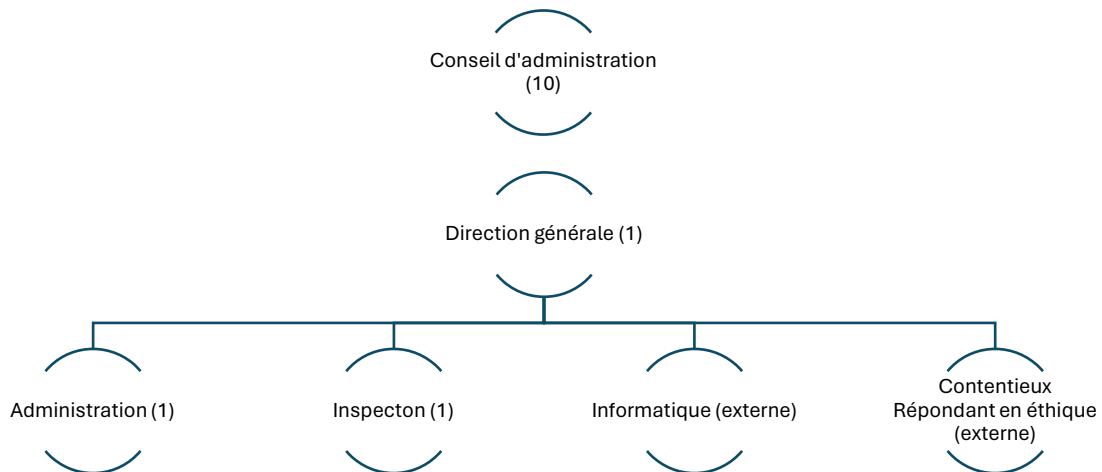 Conseil d'administration
(10)
Direction générale (1)
Administration (1)
Inspecton (1)
Informatique (externe)
Contentieux
Répondant en éthique
(externe)